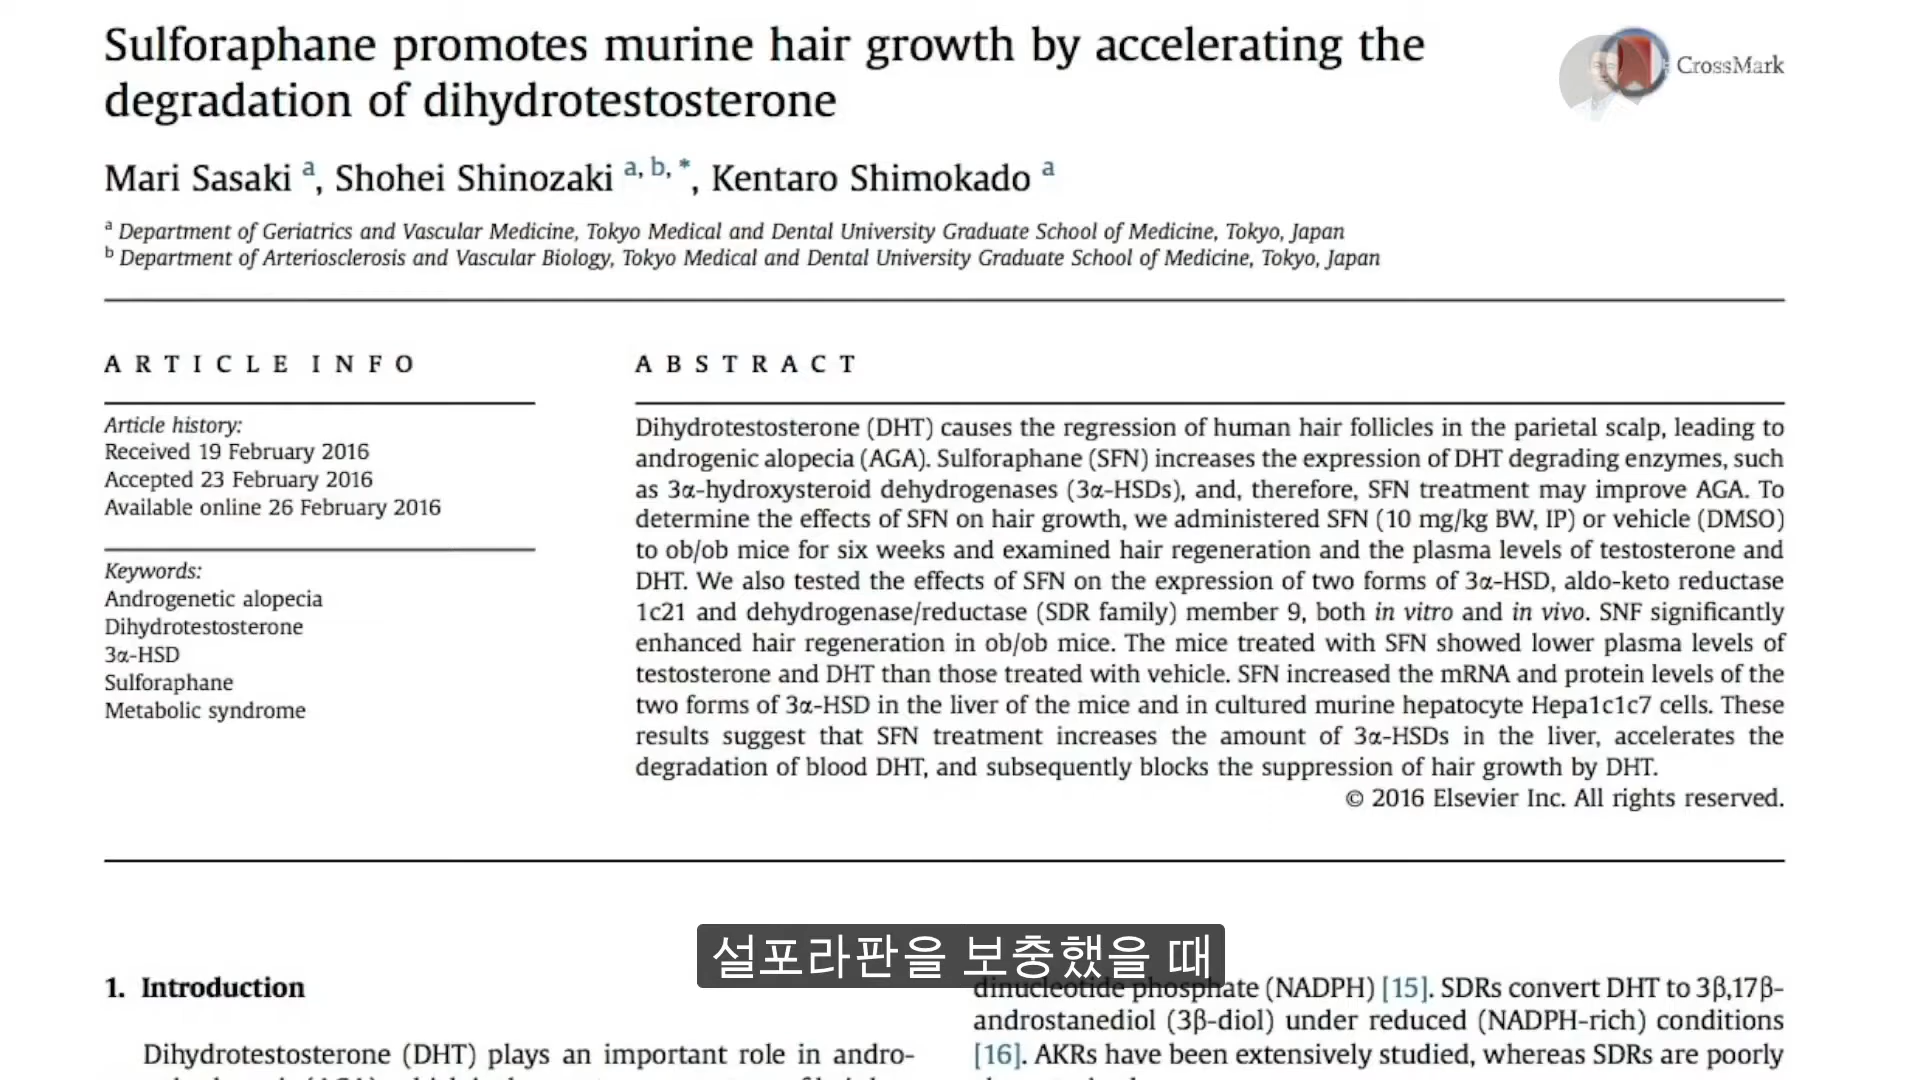 Sulforaphane promotes murine hair growth by accelerating the
degradation of dihydrotestosterone
CrossMark
Mari Sasaki a, Shohei Shinozaki a, b, *, Kentaro Shimokado a
a Department of Geriatrics and Vascular Medicine, Tokyo Medical and Dental University Graduate School of Medicine, Tokyo, Japan
b Department of Arteriosclerosis and Vascular Biology, Tokyo Medical and Dental University Graduate School of Medicine, Tokyo, Japan
ARTICLE INFO
Article history:
Received 19 February 2016
Accepted 23 February 2016
Available online 26 February 2016
Keywords:
Androgenetic alopecia
Dihydrotestosterone
3α-HSD
Sulforaphane
Metabolic syndrome
ABSTRACT
Dihydrotestosterone (DHT) causes the regression of human hair follicles in the parietal scalp, leading to
androgenic alopecia (AGA). Sulforaphane (SFN) increases the expression of DHT degrading enzymes, such
as 3α-hydroxysteroid dehydrogenases (3α-HSDs), and, therefore, SFN treatment may improve AGA. To
determine the effects of SFN on hair growth, we administered SFN (10 mg/kg BW, IP) or vehicle (DMSO)
to ob/ob mice for six weeks and examined hair regeneration and the plasma levels of testosterone and
DHT. We also tested the effects of SFN on the expression of two forms of 3α-HSD, aldo-keto reductase
1c21 and dehydrogenase/reductase (SDR family) member 9, both in vitro and in vivo. SNF significantly
enhanced hair regeneration in ob/ob mice. The mice treated with SFN showed lower plasma levels of
testosterone and DHT than those treated with vehicle. SFN increased the mRNA and protein levels of the
two forms of 3α-HSD in the liver of the mice and in cultured murine hepatocyte Hepa1c1c7 cells. These
results suggest that SFN treatment increases the amount of 3α-HSDs in the liver, accelerates the
degradation of blood DHT, and subsequently blocks the suppression of hair growth by DHT.
© 2016 Elsevier Inc. All rights reserved.
설포라판을 보충했을 때
1. Introduction
Dihydrotestosterone (DHT) plays an important role in andro-
dinucleotide phosphate (NADPH) [15]. SDRs convert DHT to 3β,17β-
androstanediol (3β-diol) under reduced (NADPH-rich) conditions
[16]. AKRs have been extensively studied, whereas SDRs are poorly